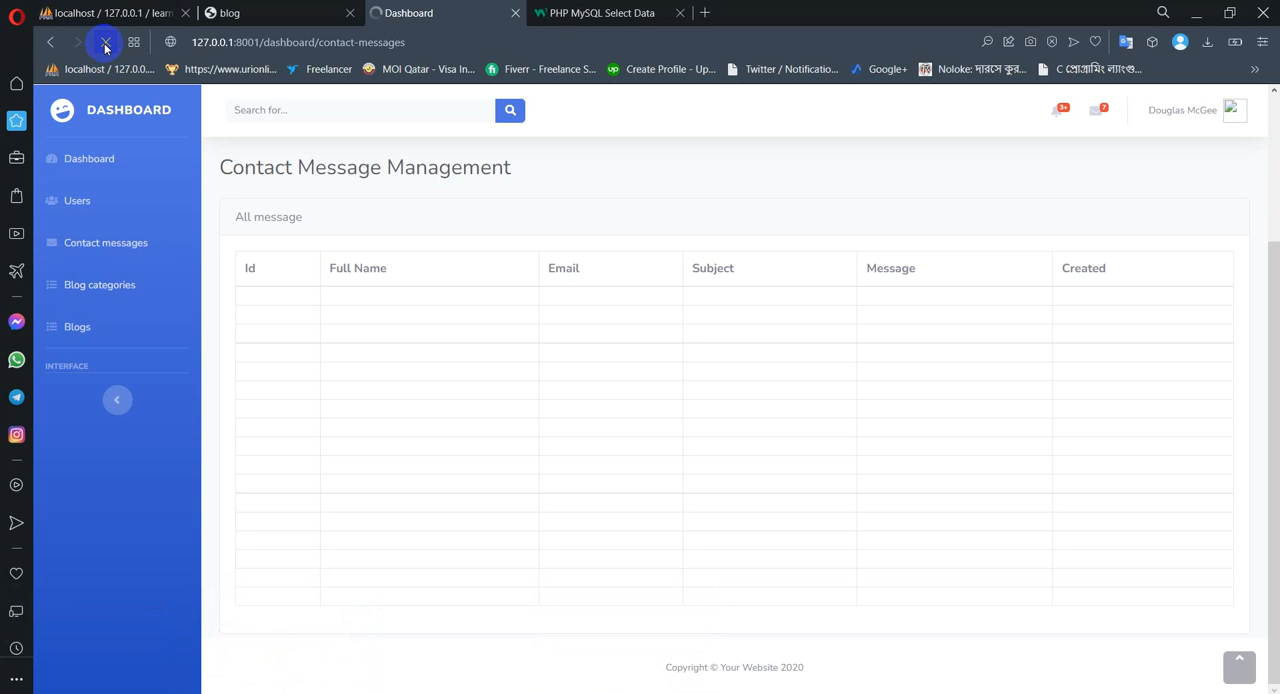 localhost / 127.0.0.1 / learn
blog
Dashboard
PHP MySQL Select Data
127.0.0.1:8001/dashboard/contact-messages
localhost / 127.0.0....
https://www.urionli...
Freelancer
MOI Qatar - Visa In...
Fiverr - Freelance S...
Create Profile - Up...
Twitter / Notificatio...
Google+
Noloke: দারসে কুর...
C প্রোগ্রামিং ল্যাংগু...
DASHBOARD
Search for...
3+
7
Douglas McGee
Dashboard
Users
Contact messages
Blog categories
Blogs
INTERFACE
Contact Message Management
All message
Id Full Name Email Subject Message Created
Copyright © Your Website 2020